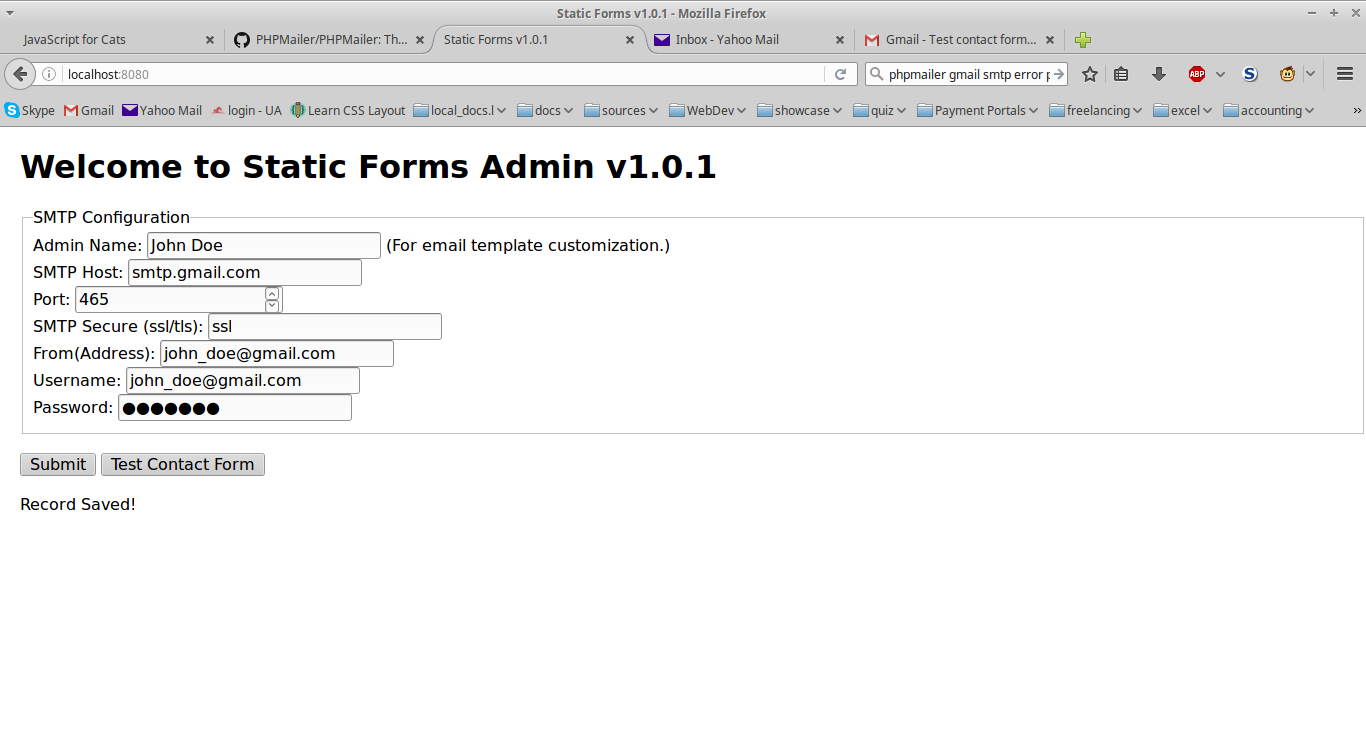 Static Forms v1.0.1 - Mozilla Firefox
JavaScript for Cats PHPMailer/PHPMailer: Th... Static Forms v1.0.1 Inbox - Yahoo Mail Gmail - Test contact form...
localhost:8080 phpmailer gmail smtp error ABP S
Skype Gmail Yahoo Mail login - UA Learn CSS Layout local_docs.l docs sources WebDev showcase quiz Payment Portals freelancing excel accounting »
Welcome to Static Forms Admin v1.0.1
SMTP Configuration
Admin Name: John Doe (For email template customization.)
SMTP Host: smtp.gmail.com
Port: 465
SMTP Secure (ssl/tls): ssl
From(Address): john_doe@gmail.com
Username: john_doe@gmail.com
Password: ●●●●●●●
Submit Test Contact Form
Record Saved!